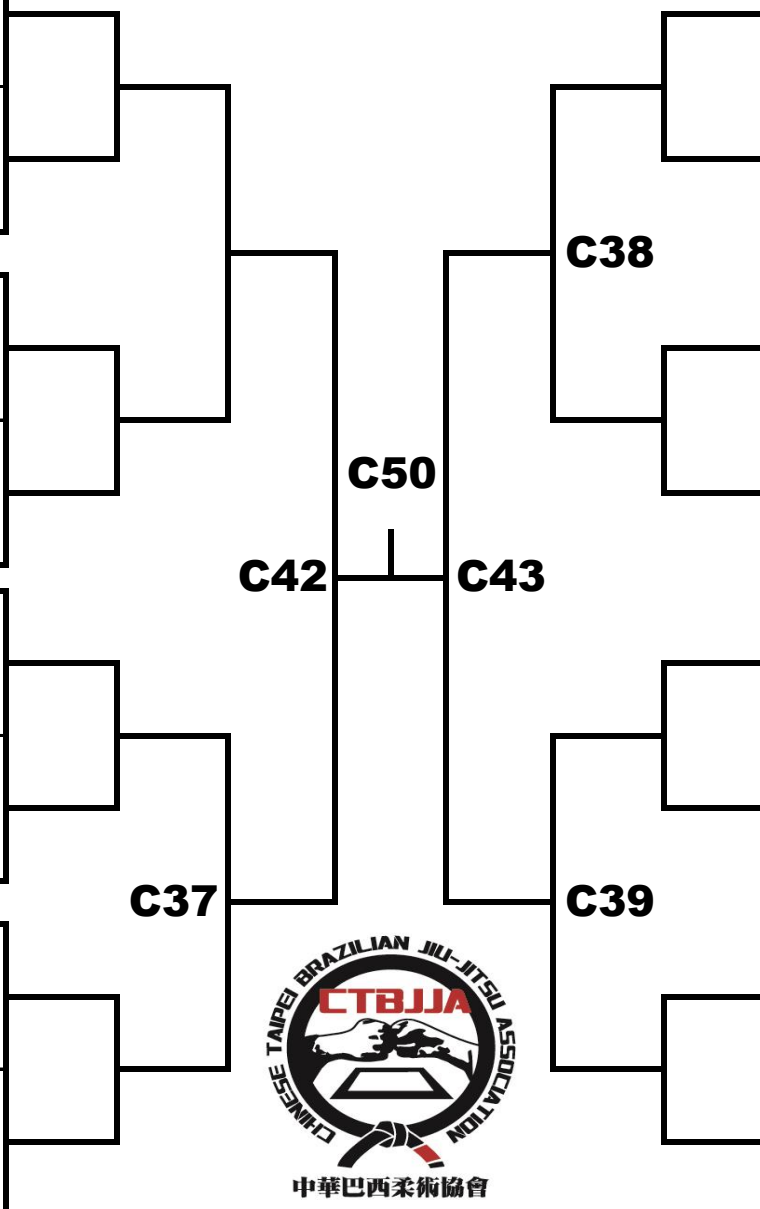 C38
C50
C42
C43
C37
C39
CHINESE TAIPEI BRAZILIAN JIU-JITSU ASSOCIATION
CTBJJA
中華巴西柔術協會